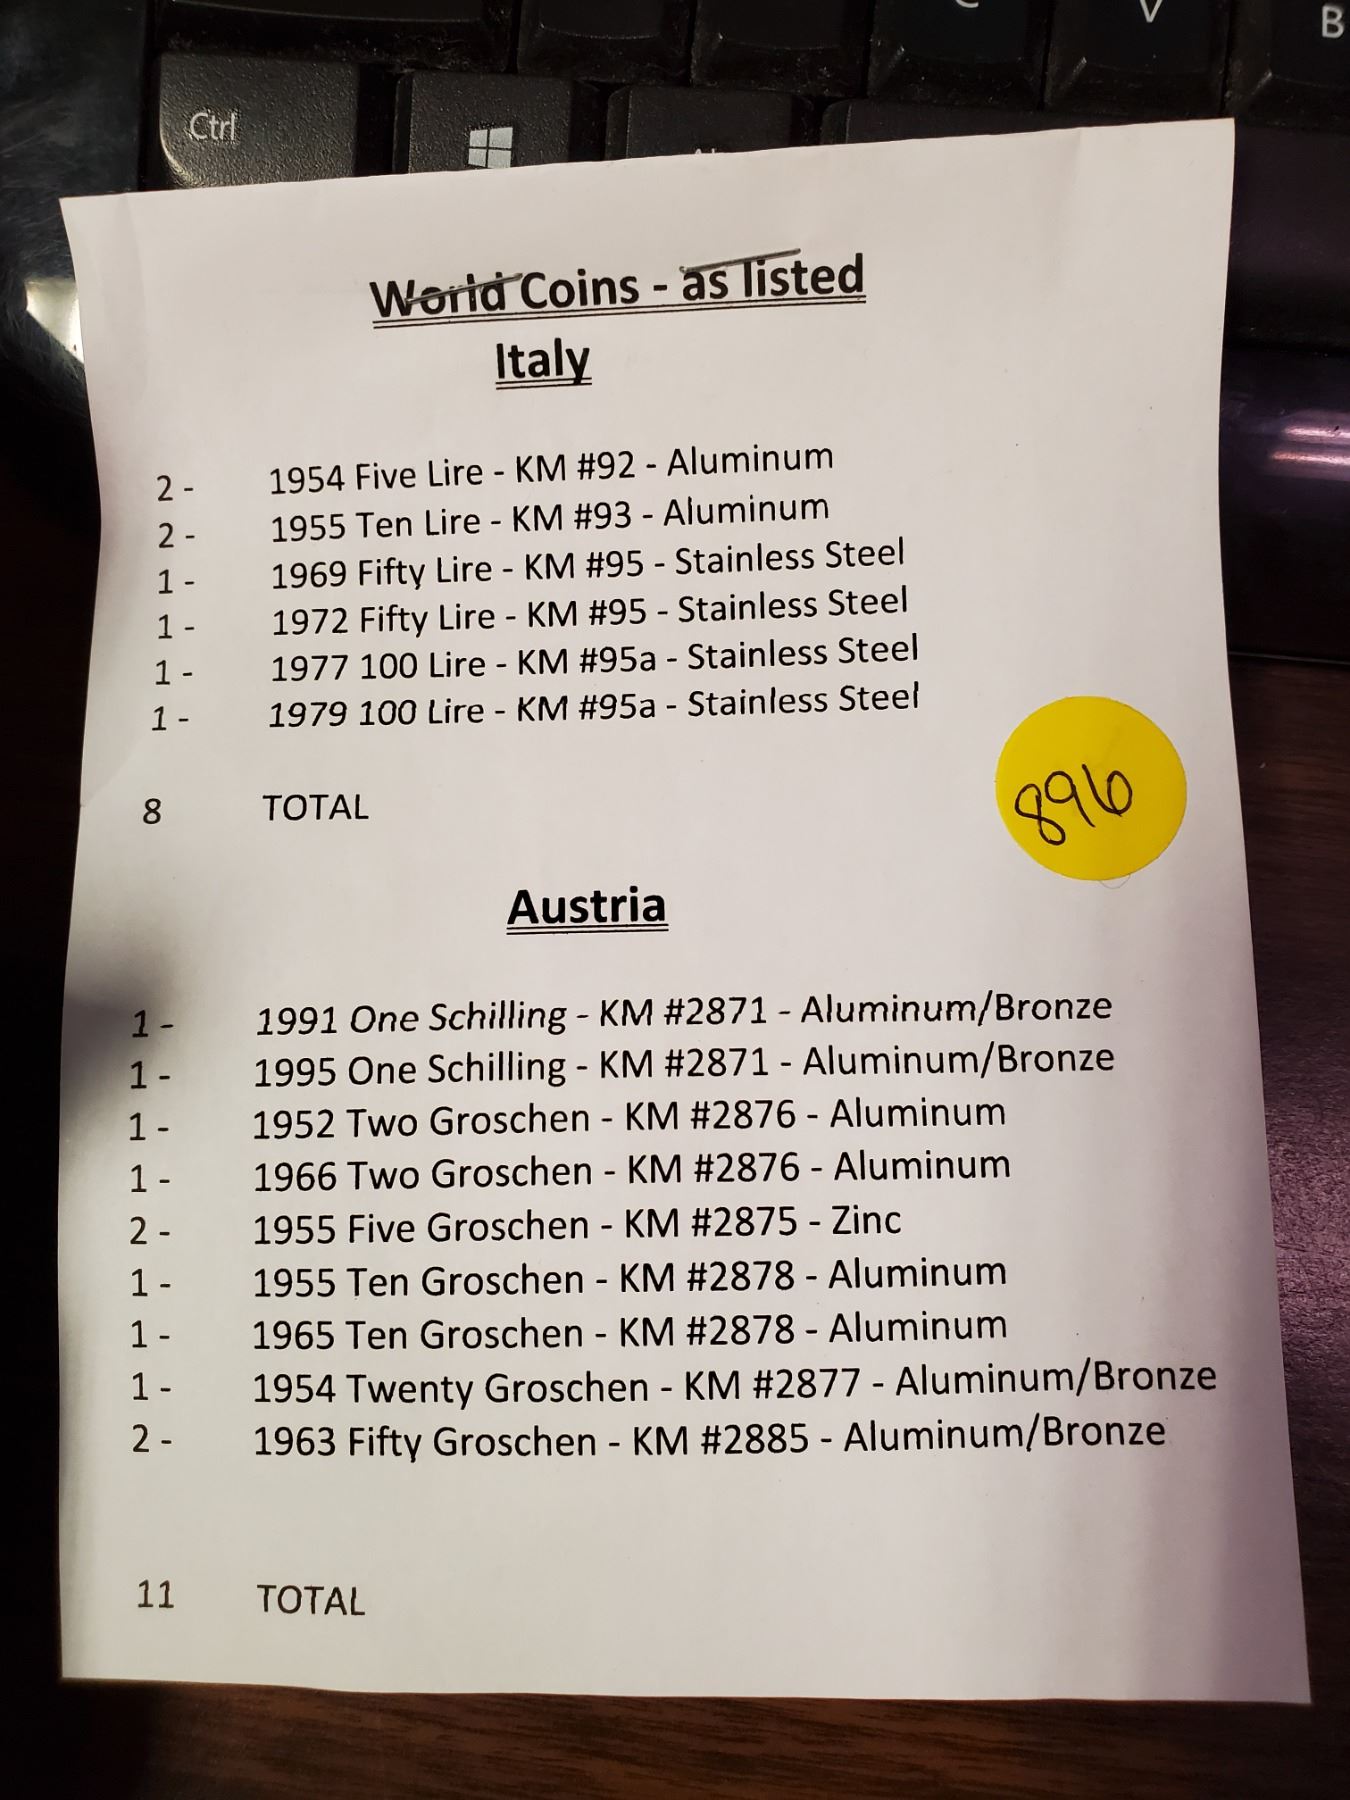 V
B
Ctrl
World Coins - as listed
Italy
2 - 1954 Five Lire - KM #92 - Aluminum
2 - 1955 Ten Lire - KM #93 - Aluminum
1 - 1969 Fifty Lire - KM #95 - Stainless Steel
1 - 1972 Fifty Lire - KM #95 - Stainless Steel
1 - 1977 100 Lire - KM #95a - Stainless Steel
1 - 1979 100 Lire - KM #95a - Stainless Steel
8 TOTAL
896
Austria
1 - 1991 One Schilling - KM #2871 - Aluminum/Bronze
1 - 1995 One Schilling - KM #2871 - Aluminum/Bronze
1 - 1952 Two Groschen - KM #2876 - Aluminum
1 - 1966 Two Groschen - KM #2876 - Aluminum
2 - 1955 Five Groschen - KM #2875 - Zinc
1 - 1955 Ten Groschen - KM #2878 - Aluminum
1 - 1965 Ten Groschen - KM #2878 - Aluminum
1 - 1954 Twenty Groschen - KM #2877 - Aluminum/Bronze
2 - 1963 Fifty Groschen - KM #2885 - Aluminum/Bronze
11 TOTAL